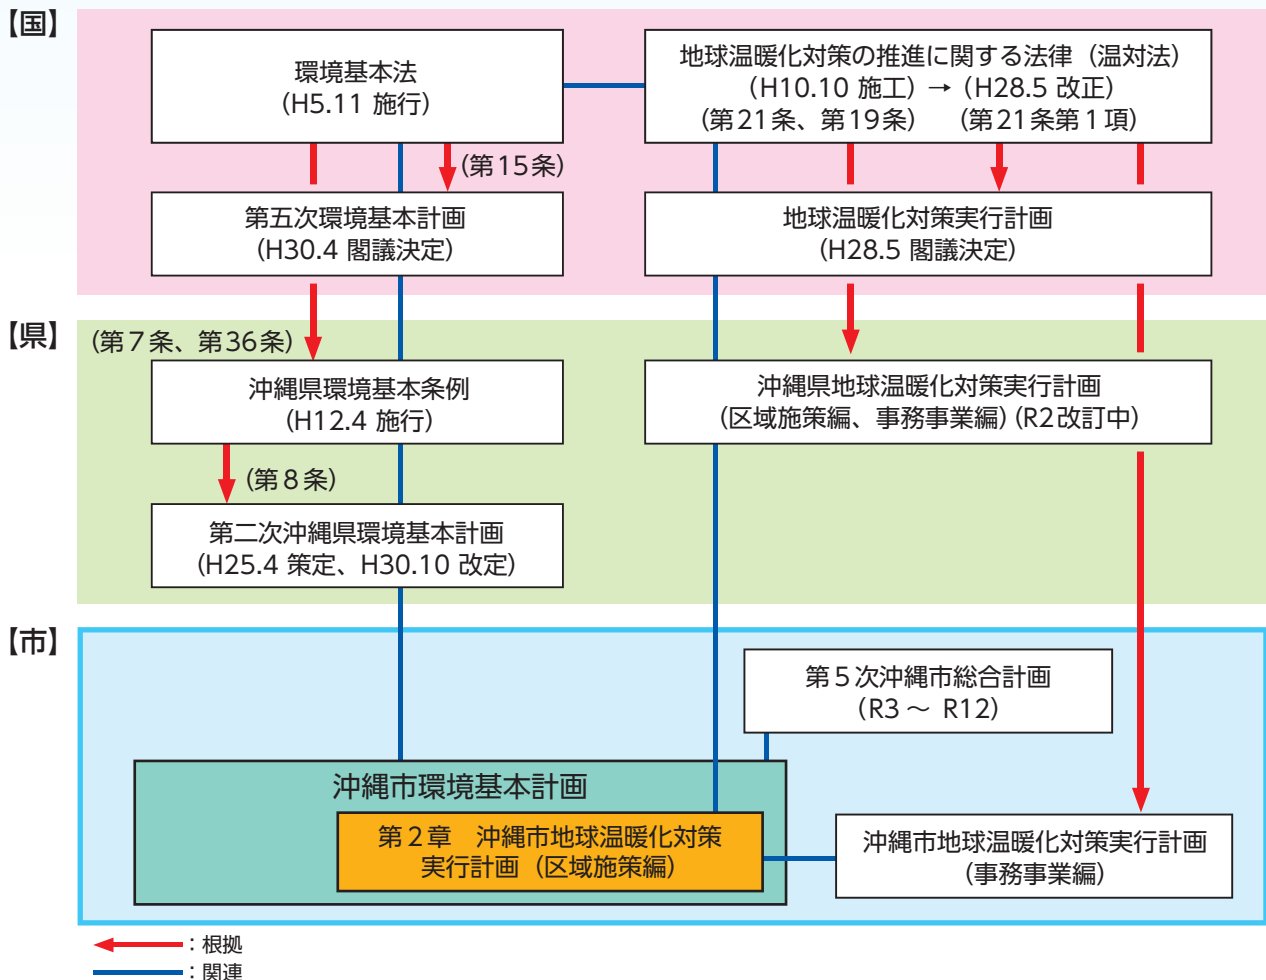 【国】
環境基本法
(H5.11 施行)
地球温暖化対策の推進に関する法律（温対法）
(H10.10 施工) → (H28.5 改正)
(第21条、第19条) (第21条第1項)
(第15条)
第五次環境基本計画
(H30.4 閣議決定)
地球温暖化対策実行計画
(H28.5 閣議決定)
【県】
(第7条、第36条)
沖縄県環境基本条例
(H12.4 施行)
沖縄県地球温暖化対策実行計画
(区域施策編、事務事業編)(R2改訂中)
(第8条)
第二次沖縄県環境基本計画
(H25.4 策定、H30.10 改定)
【市】
第5次沖縄市総合計画
(R3～ R12)
沖縄市環境基本計画
第2章 沖縄市地球温暖化対策
実行計画（区域施策編）
沖縄市地球温暖化対策実行計画
(事務事業編)
：根拠
：関連